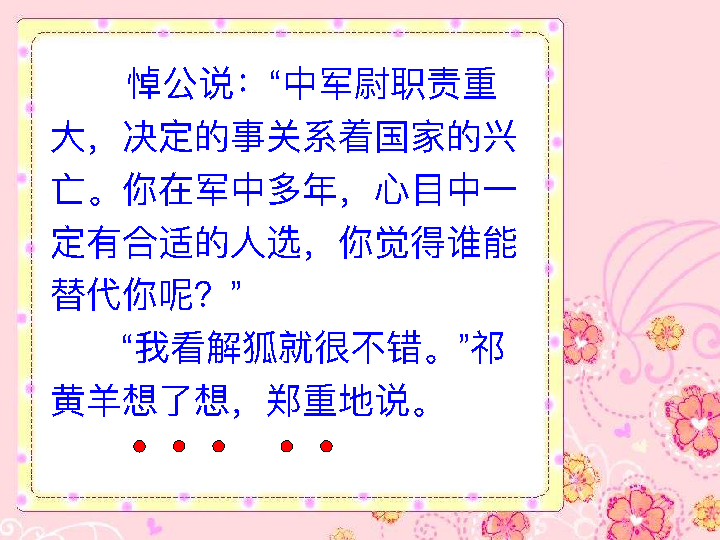 悼公说：“中军尉职责重
大，决定的事关系着国家的兴
亡。你在军中多年，心目中一
定有合适的人选，你觉得谁能
替代你呢？”
“我看解狐就很不错。”祁
黄羊想了想，郑重地说。